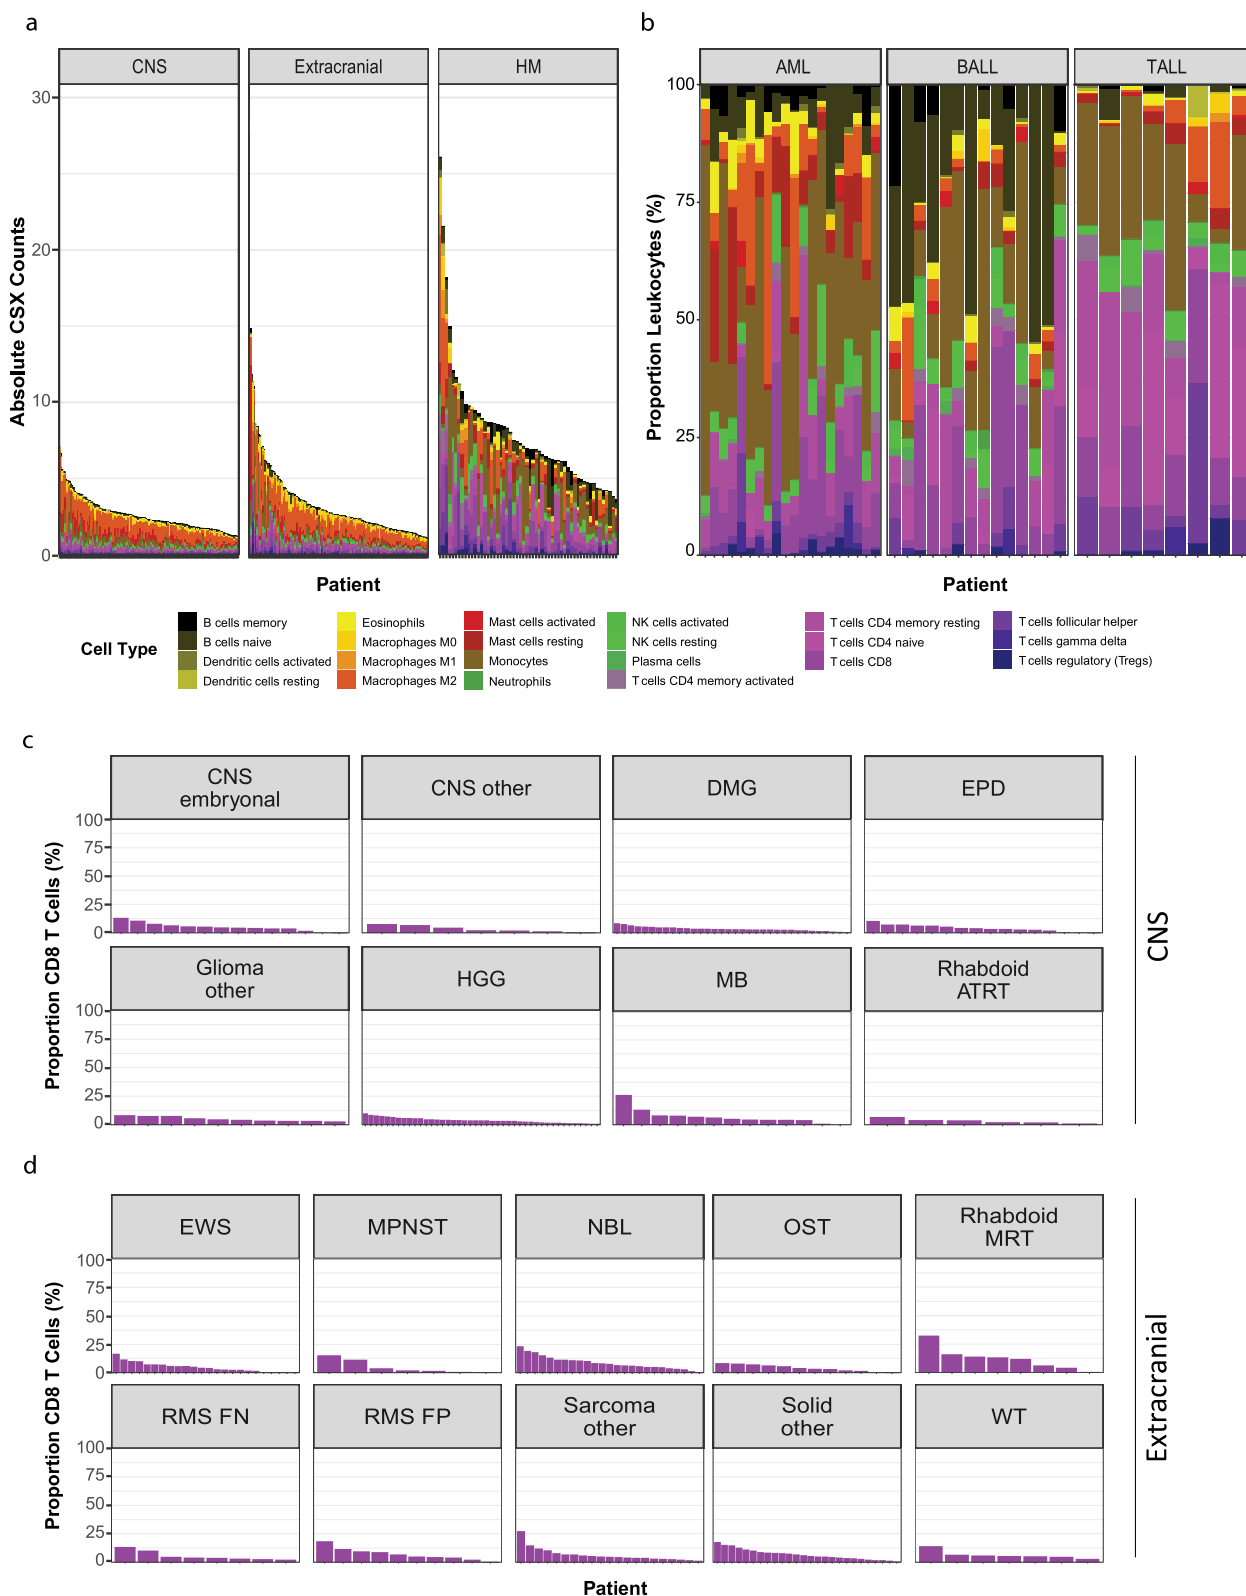 a
b
CNS
Extracranial
HM
AML
BALL
TALL
Absolute CSX Counts
30
20
10
0
Proportion Leukocytes (%)
100
75
50
25
0
Patient
Patient
Cell Type
B cells memory
B cells naive
Dendritic cells activated
Dendritic cells resting
Eosinophils
Macrophages M0
Macrophages M1
Macrophages M2
Mast cells activated
Mast cells resting
Monocytes
Neutrophils
NK cells activated
NK cells resting
Plasma cells
T cells CD4 memory activated
T cells CD4 memory resting
T cells CD4 naive
T cells CD8
T cells follicular helper
T cells gamma delta
T cells regulatory (Tregs)
c
CNS
embryonal
CNS other
DMG
EPD
100
75
50
25
0
Glioma
other
HGG
MB
Rhabdoid
ATRT
100
75
50
25
0
Proportion CD8 T Cells (%)
CNS
d
EWS
MPNST
NBL
OST
Rhabdoid
MRT
100
75
50
25
0
RMS FN
RMS FP
Sarcoma
other
Solid
other
WT
100
75
50
25
0
Proportion CD8 T Cells (%)
Extracranial
Patient